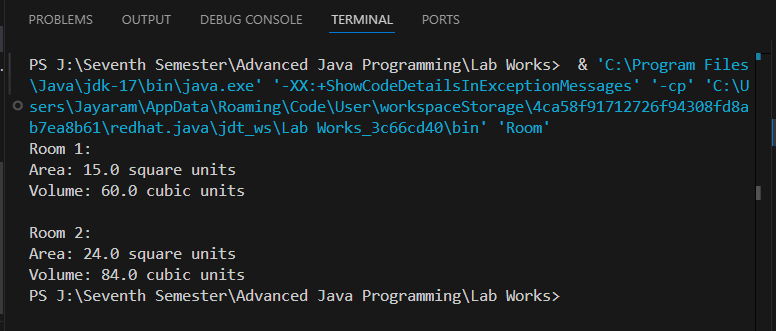 PROBLEMS OUTPUT DEBUG CONSOLE TERMINAL PORTS
PS J:\Seventh Semester\Advanced Java Programming\Lab Works>  & 'C:\Program Files
\Java\jdk-17\bin\java.exe' '-XX:+ShowCodeDetailsInExceptionMessages' '-cp' 'C:\U
sers\Jayaram\AppData\Roaming\Code\User\workspaceStorage\4ca58f91712726f94308fd8a
b7ea8b61\redhat.java\jdt_ws\Lab Works_3c66cd40\bin' 'Room'
Room 1:
Area: 15.0 square units
Volume: 60.0 cubic units
Room 2:
Area: 24.0 square units
Volume: 84.0 cubic units
PS J:\Seventh Semester\Advanced Java Programming\Lab Works>